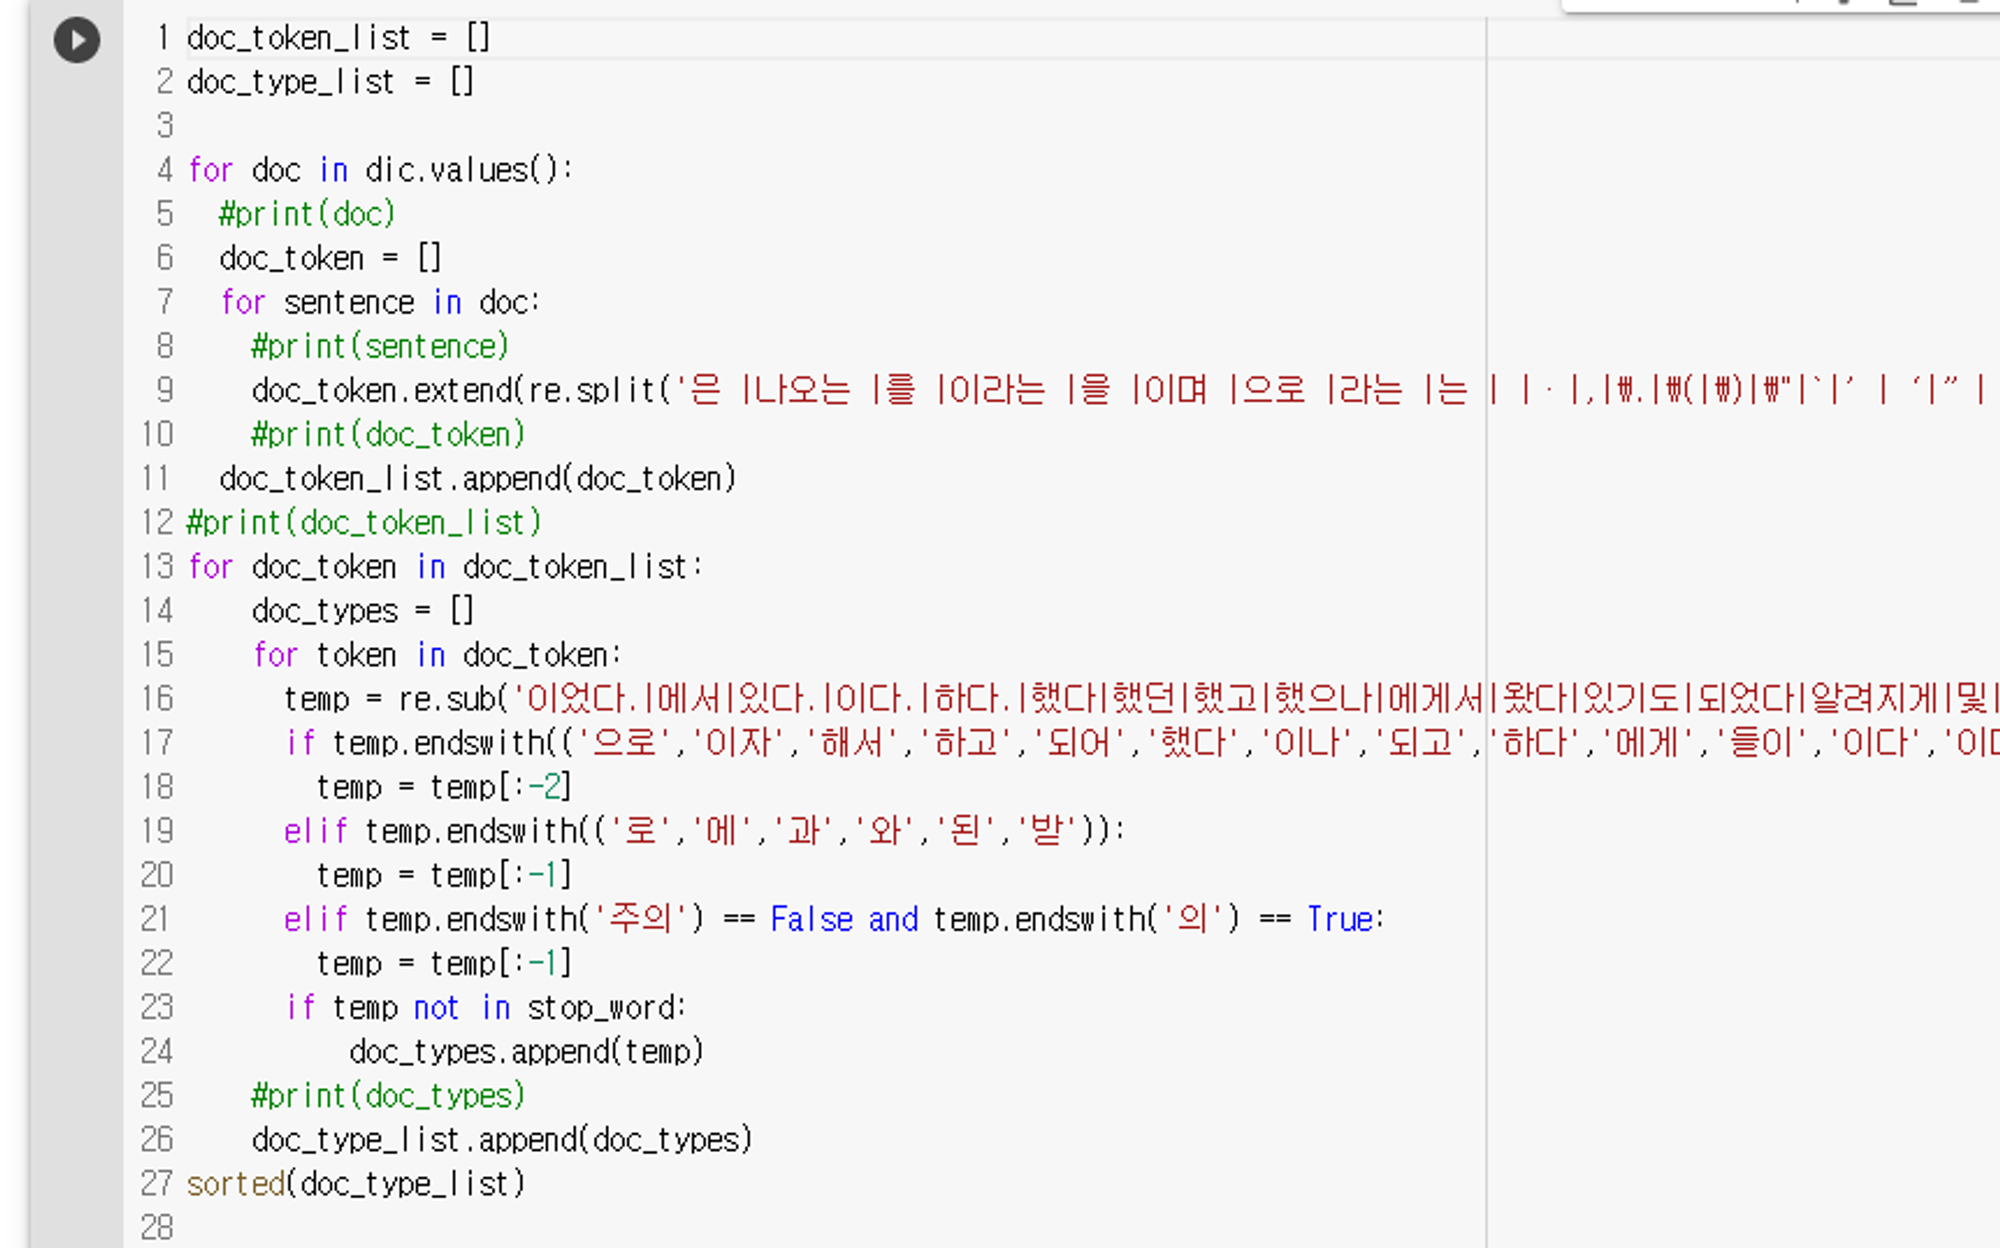 1 doc_token_list = []
2 doc_type_list = []
3
4 for doc in dic.values():
5 #print(doc)
6 doc_token = []
7 for sentence in doc:
8 #print(sentence)
9 doc_token.extend(re.split('은 |나오는 |를 |이라는 |을 |이며 |으로 |라는 |는 | | · |,|₩.|₩(|₩)|₩"|`|′ | ‘|” |
10 #print(doc_token)
11 doc_token_list.append(doc_token)
12 #print(doc_token_list)
13 for doc_token in doc_token_list:
14 doc_types = []
15 for token in doc_token:
16 temp = re.sub('이었다.|에서|있다.|이다.|하다.|했다|했던|했고|했으나|에게서|왔다|있기도|되었다|알려지게|및|
17 if temp.endswith(('으로','이자','해서','하고','되어','했다','이나','되고','하다','에게','들이','이다',
18 temp = temp[:-2]
19 elif temp.endswith(('로','에','과','와','된','받')):
20 temp = temp[:-1]
21 elif temp.endswith('주의') == False and temp.endswith('의') == True:
22 temp = temp[:-1]
23 if temp not in stop_word:
24 doc_types.append(temp)
25 #print(doc_types)
26 doc_type_list.append(doc_types)
27 sorted(doc_type_list)
28